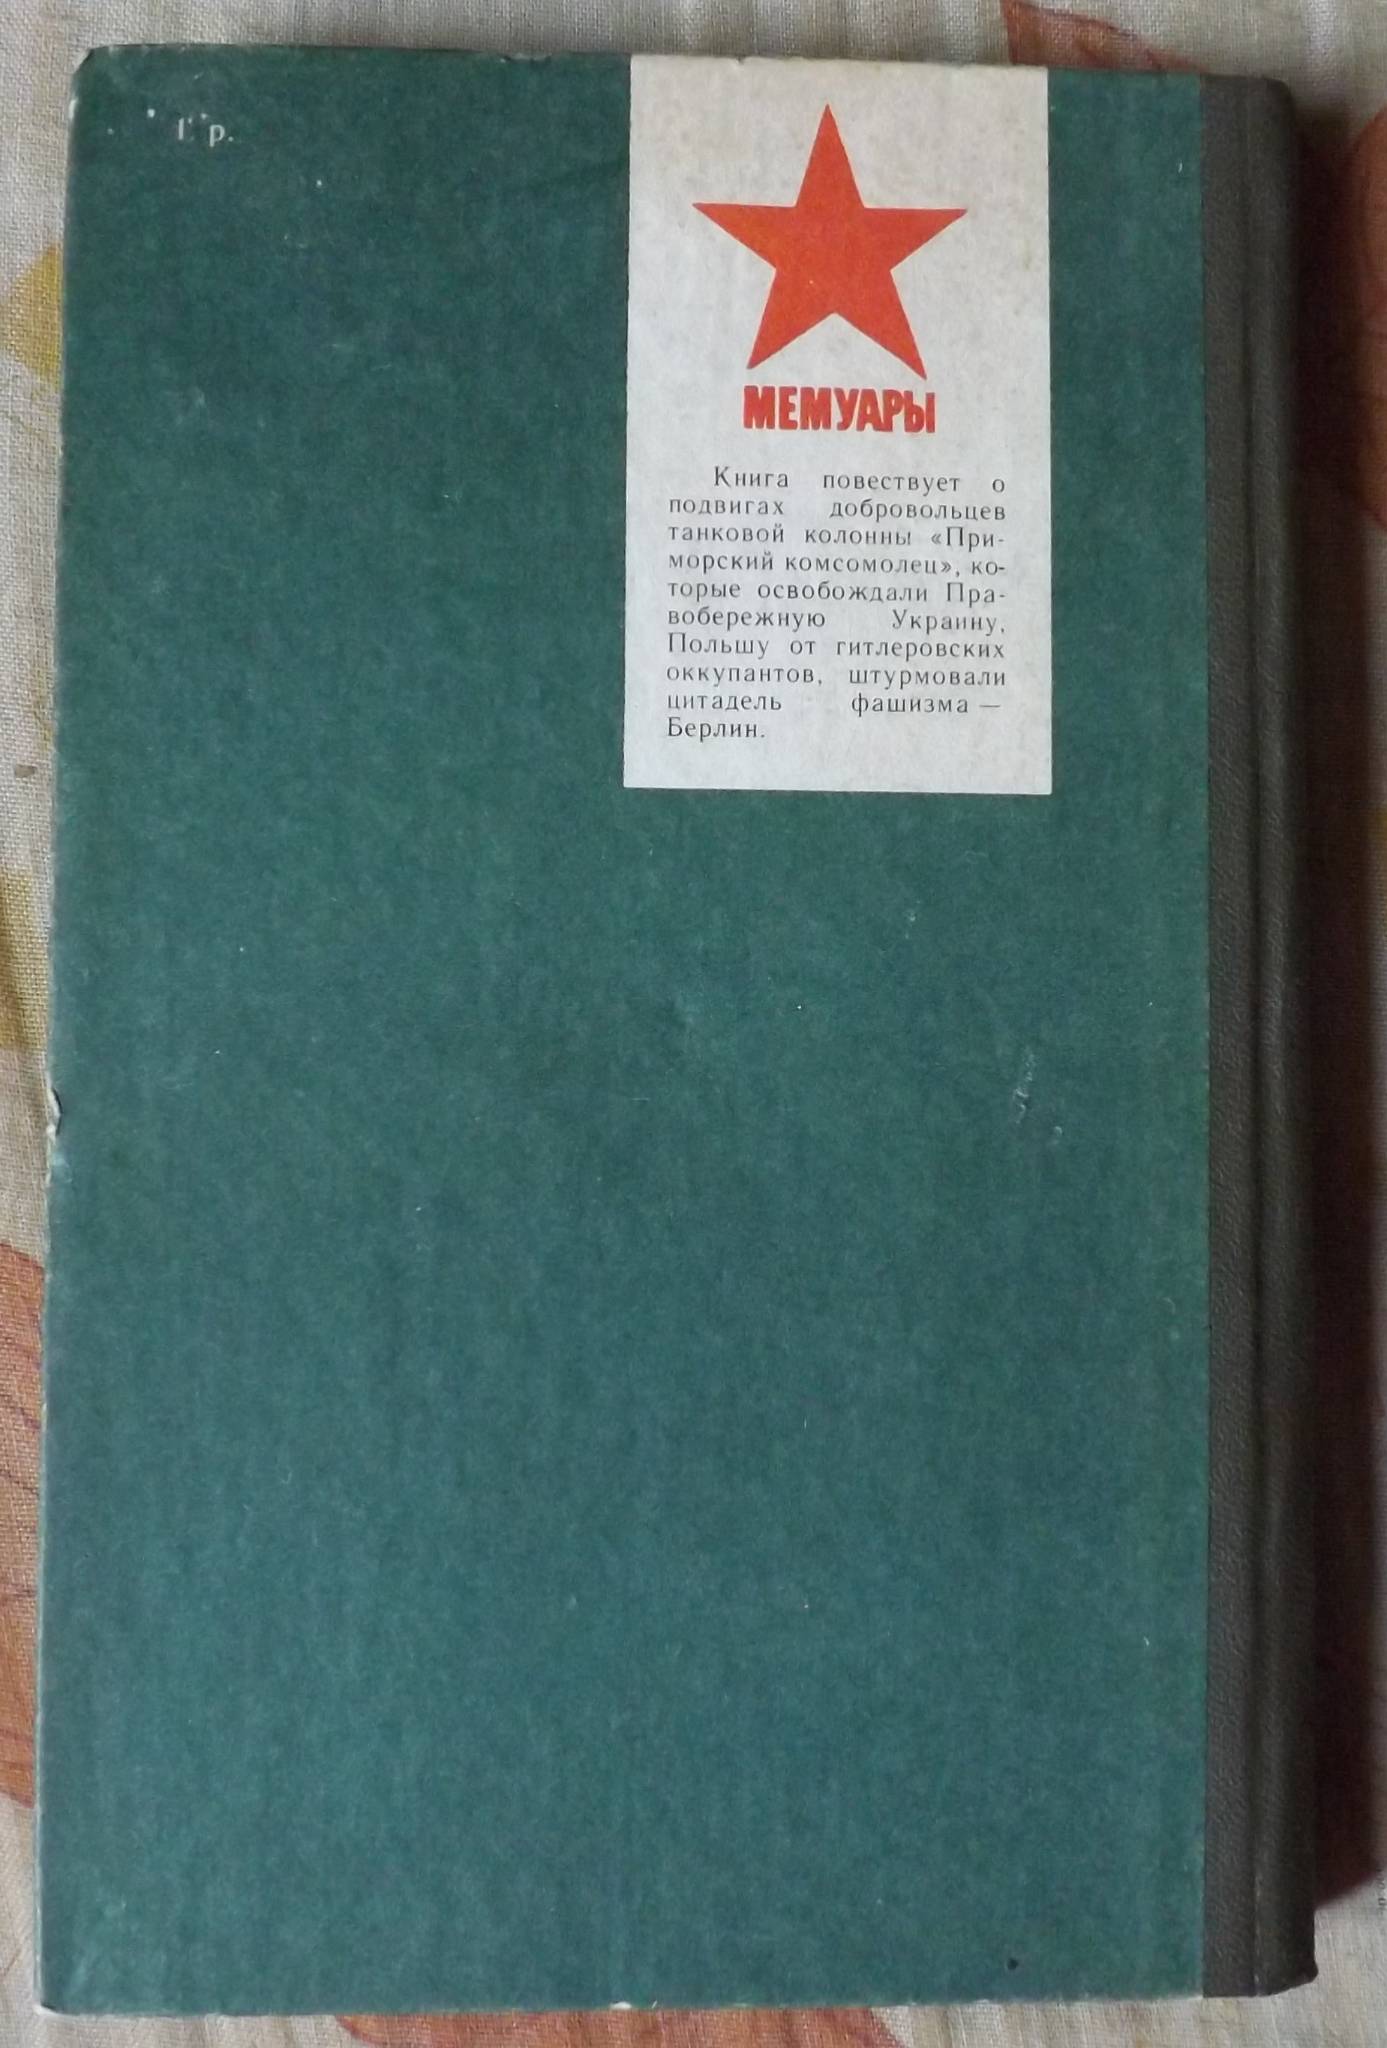 1 р.
МЕМУАРЫ
Книга повествует о
подвигах добровольцев
танковой колонны «При-
морский комсомолец», ко-
торые освобождали Пра-
вобережную Украину,
Польшу от гитлеровских
оккупантов, штурмовали
цитадель фашизма —
Берлин.